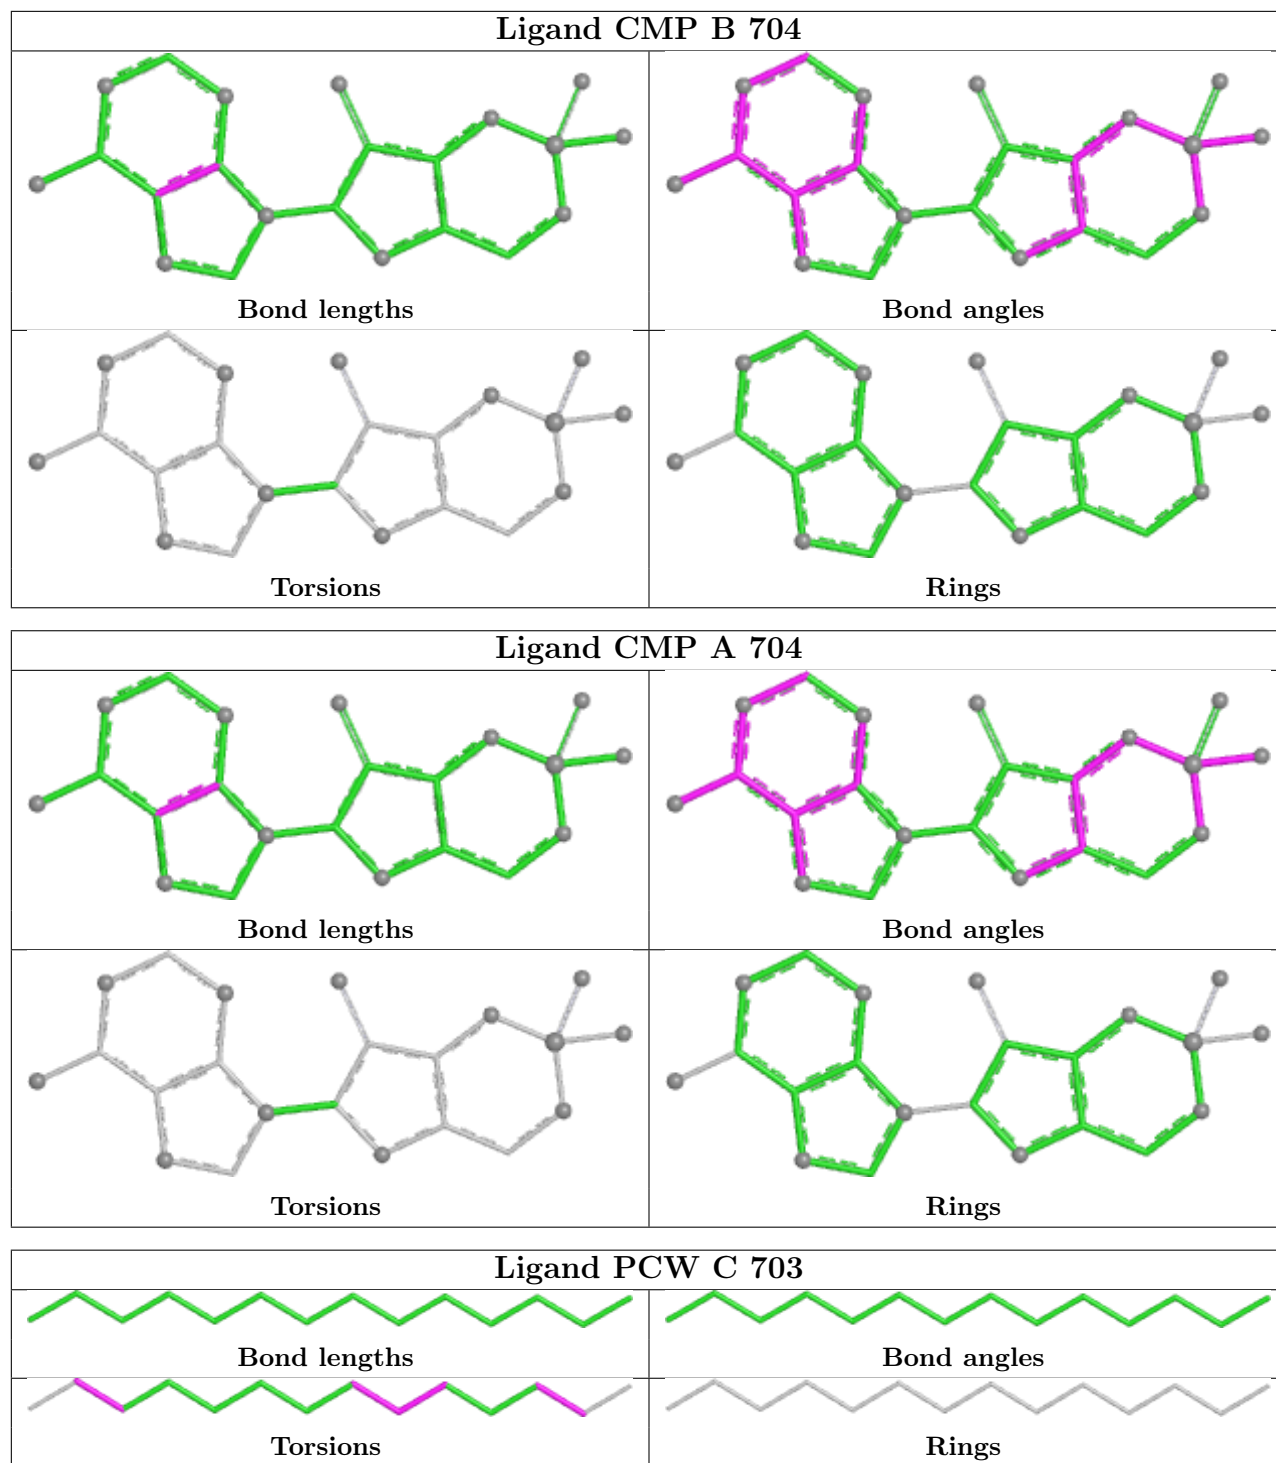 Ligand CMP B 704
Bond lengths
Bond angles
Torsions
Rings
Ligand CMP A 704
Bond lengths
Bond angles
Torsions
Rings
Ligand PCW C 703
Bond lengths
Bond angles
Torsions
Rings